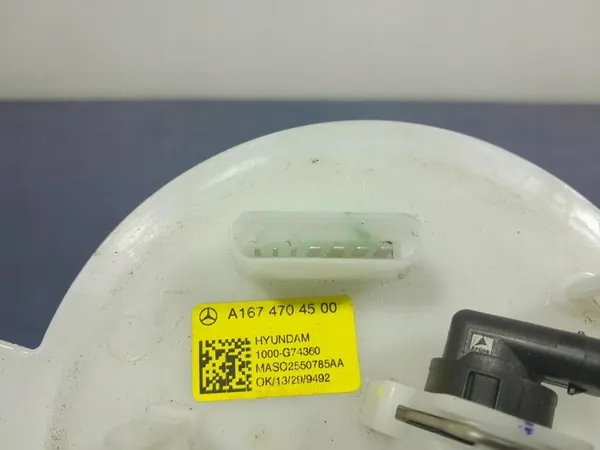 A167 470 45 00
HYUNDAM
1000-G74360
MASO2550785AA
OK/13/29/9492